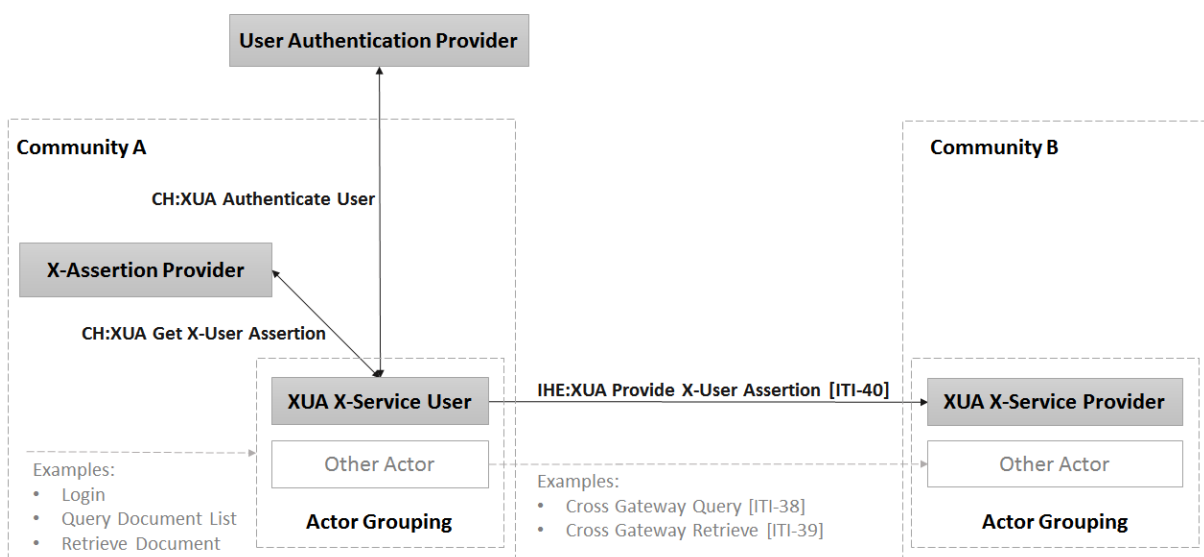 User Authentication Provider
Community A
Community B
CH:XUA Authenticate User
X-Assertion Provider
CH:XUA Get X-User Assertion
XUA X-Service User
IHE:XUA Provide X-User Assertion [ITI-40]
XUA X-Service Provider
Other Actor
Other Actor
Examples:
• Login
• Query Document List
• Retrieve Document
Examples:
• Cross Gateway Query [ITI-38]
• Cross Gateway Retrieve [ITI-39]
Actor Grouping
Actor Grouping